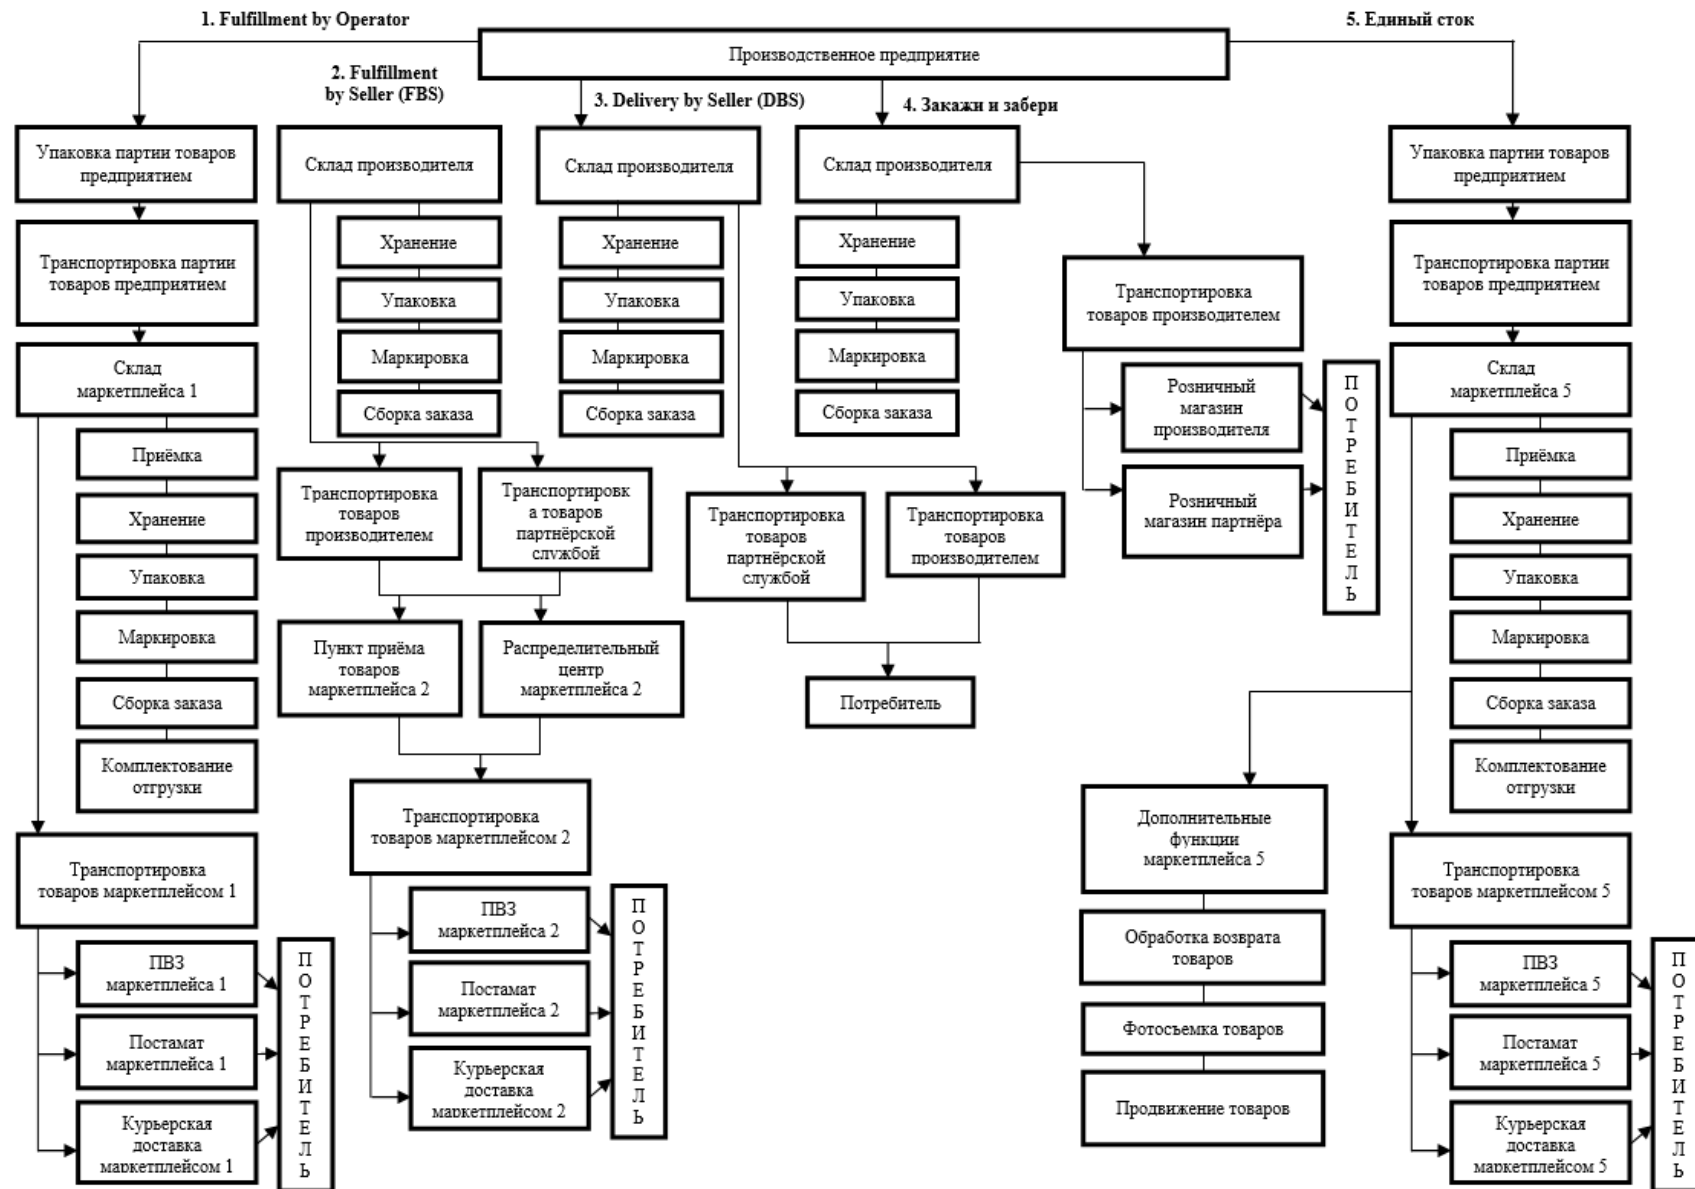 1. Fulfillment by Operator
5. Единый сток
Производственное предприятие
2. Fulfillment
by Seller (FBS)
3. Delivery by Seller (DBS)
4. Закажи и забери
Упаковка партии товаров
предприятием
Транспортировка партии
товаров предприятием
Склад
маркетплейса 1
Приёмка
Хранение
Упаковка
Маркировка
Сборка заказа
Комплектование
отгрузки
Транспортировка
товаров маркетплейсом 1
ПВЗ
маркетплейса 1
Постамат
маркетплейса 1
Курьерская
доставка
маркетплейсом 1
ПОТРЕБИТЕЛЬ
Склад производителя
Хранение
Упаковка
Маркировка
Сборка заказа
Транспортировка
товаров
производителем
Транспортировк
а товаров
партнёрской
службой
Пункт приёма
товаров
маркетплейса 2
Распределительный
центр
маркетплейса 2
Транспортировка
товаров маркетплейсом 2
ПВЗ
маркетплейса 2
Постамат
маркетплейса 2
Курьерская
доставка
маркетплейсом 2
ПОТРЕБИТЕЛЬ
Склад производителя
Хранение
Упаковка
Маркировка
Сборка заказа
Транспортировка
товаров
партнёрской
службой
Транспортировка
товаров
производителем
Потребитель
Склад производителя
Хранение
Упаковка
Маркировка
Сборка заказа
Транспортировка
товаров производителем
Розничный
магазин
производителя
Розничный
магазин партнёра
ПОТРЕБИТЕЛЬ
Упаковка партии товаров
предприятием
Транспортировка партии
товаров предприятием
Склад
маркетплейса 5
Приёмка
Хранение
Упаковка
Маркировка
Сборка заказа
Комплектование
отгрузки
Дополнительные
функции
маркетплейса 5
Обработка возврата
товаров
Фотосъемка товаров
Продвижение товаров
Транспортировка
товаров маркетплейсом 5
ПВЗ
маркетплейса 5
Постамат
маркетплейса 5
Курьерская
доставка
маркетплейсом 5
ПОТРЕБИТЕЛЬ